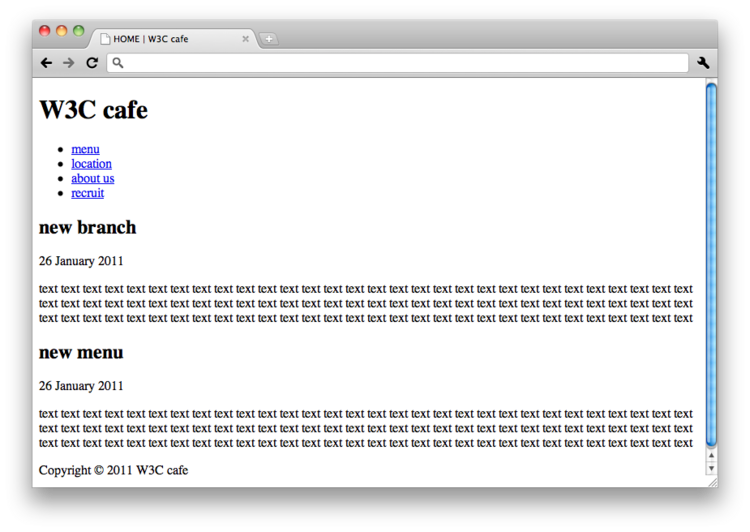 HOME | W3C cafe
W3C cafe
menu
location
about us
recruit
new branch
26 January 2011
text text text text text text text text text text text text text text text text text text text text text text text text text text text text text text
text text text text text text text text text text text text text text text text text text text text text text text text text text text text text text
text text text text text text text text text text text text text text text text text text text text text text text text text text text text text text
new menu
26 January 2011
text text text text text text text text text text text text text text text text text text text text text text text text text text text text text text
text text text text text text text text text text text text text text text text text text text text text text text text text text text text text text
text text text text text text text text text text text text text text text text text text text text text text text text text text text text text text
Copyright © 2011 W3C cafe